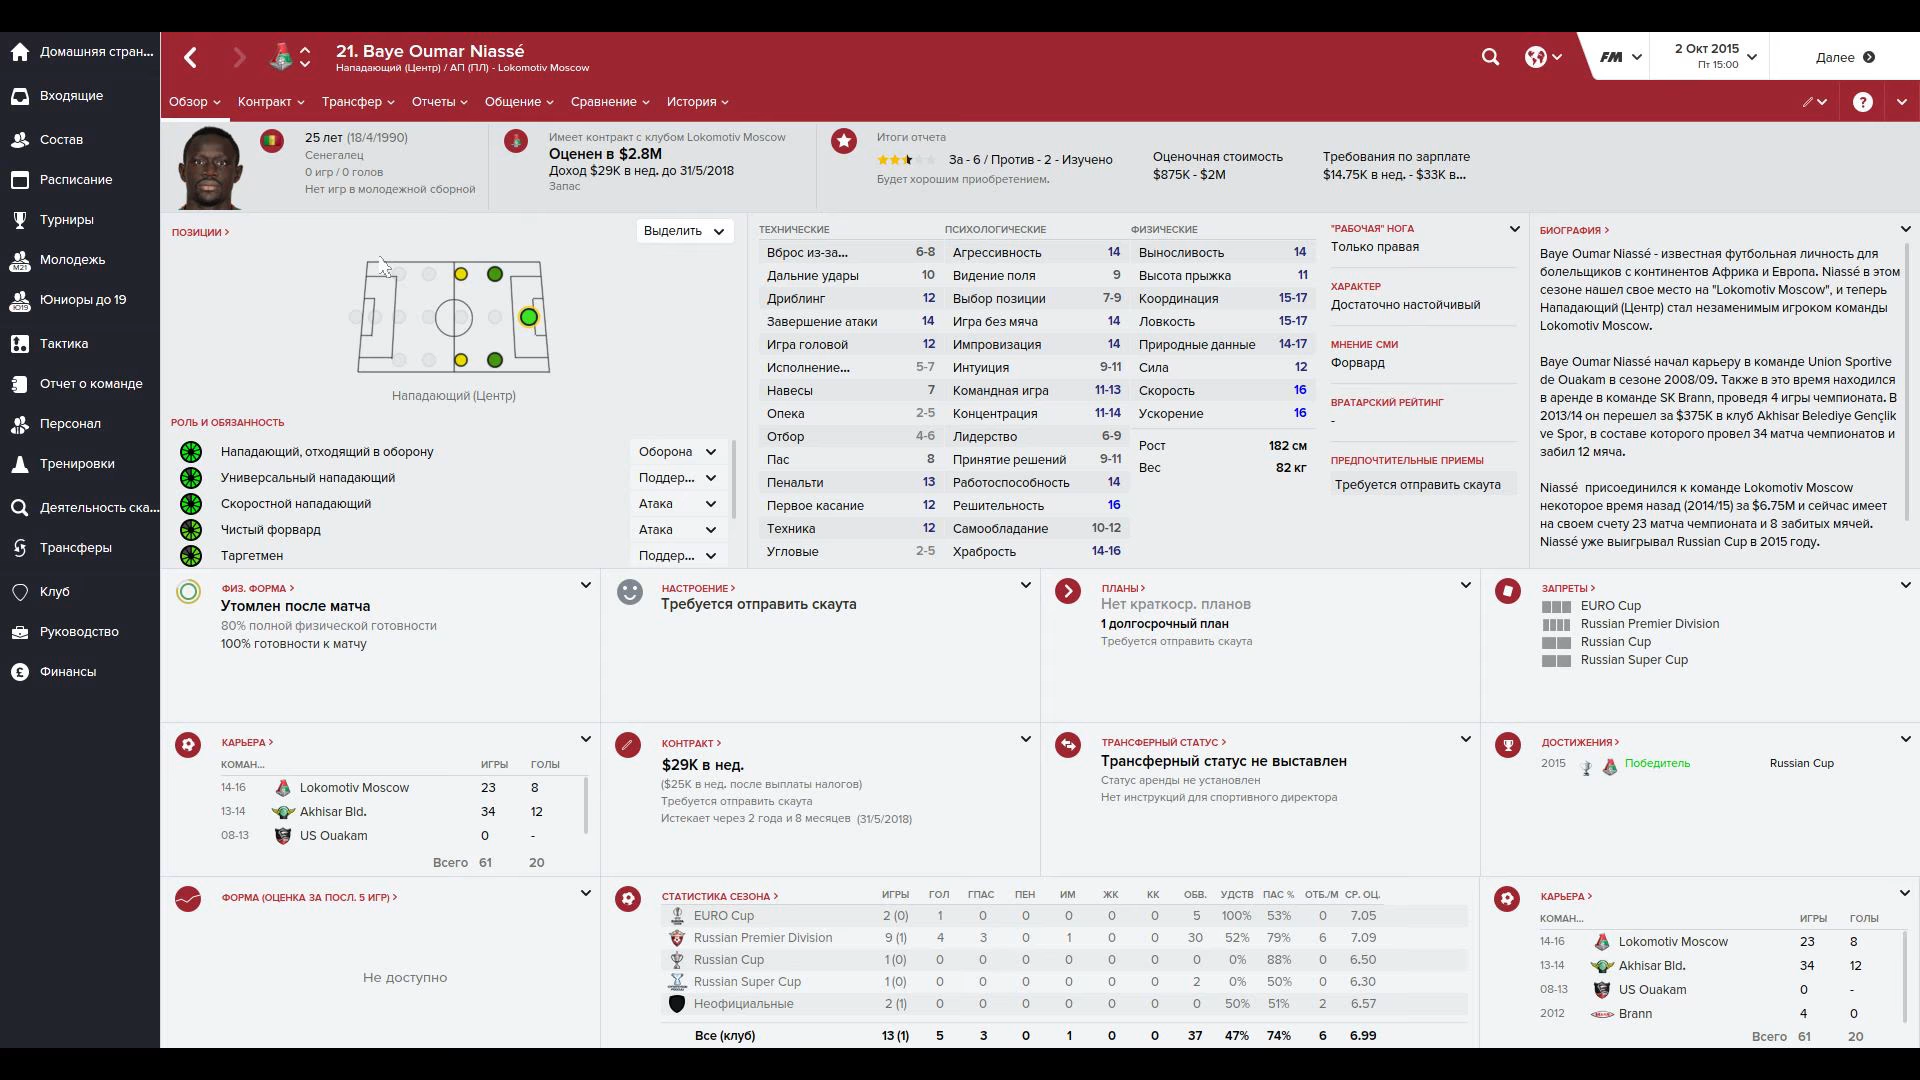 Домашняя стран...
Входящие
Состав
Расписание
Турниры
Молодежь
M21
Юниоры до 19
Ю19
Тактика
Отчет о команде
Персонал
Тренировки
Деятельность ска...
Трансферы
Клуб
Руководство
Финансы
21. Baye Oumar Niassé
Нападающий (Центр) / АП (ПЛ) - Lokomotiv Moscow
FM
2 Окт 2015
Пт 15:00
Далее
Обзор Контракт Трансфер Отчеты Общение Сравнение История
?
25 лет (18/4/1990)
Сенегалец
0 игр / 0 голов
Нет игр в молодежной сборной
Имеет контракт с клубом Lokomotiv Moscow
Оценен в $2.8M
Доход $29K в нед. до 31/5/2018
Запас
Итоги отчета
За - 6 / Против - 2 - Изучено
Будет хорошим приобретением.
Оценочная стоимость
$875K - $2M
Требования по зарплате
$14.75K в нед. - $33K в...
ПОЗИЦИИ >
Выделить
Нападающий (Центр)
РОЛЬ И ОБЯЗАННОСТЬ
Нападающий, отходящий в оборону Оборона
Универсальный нападающий Поддер...
Скоростной нападающий Атака
Чистый форвард Атака
Таргетмен Поддер...
ТЕХНИЧЕСКИЕ
Вброс из-за... 6-8
Дальние удары 10
Дриблинг 12
Завершение атаки 14
Игра головой 12
Исполнение... 5-7
Навесы 7
Опека 2-5
Отбор 4-6
Пас 8
Пенальти 13
Первое касание 12
Техника 12
Угловые 2-5
ПСИХОЛОГИЧЕСКИЕ
Агрессивность 14
Видение поля 9
Выбор позиции 7-9
Игра без мяча 14
Импровизация 14
Интуиция 9-11
Командная игра 11-13
Концентрация 11-14
Лидерство 6-9
Принятие решений 9-11
Работоспособность 14
Решительность 16
Самообладание 10-12
Храбрость 14-16
ФИЗИЧЕСКИЕ
Выносливость 14
Высота прыжка 11
Координация 15-17
Ловкость 15-17
Природные данные 14-17
Сила 12
Скорость 16
Ускорение 16
Рост 182 см
Вес 82 кг
"РАБОЧАЯ" НОГА
Только правая
ХАРАКТЕР
Достаточно настойчивый
МНЕНИЕ СМИ
Форвард
ВРАТАРСКИЙ РЕЙТИНГ
-
ПРЕДПОЧТИТЕЛЬНЫЕ ПРИЕМЫ
Требуется отправить скаута
БИОГРАФИЯ >
Baye Oumar Niassé - известная футбольная личность для
болельщиков с континентов Африка и Европа. Niassé в этом
сезоне нашел свое место на "Lokomotiv Moscow", и теперь
Нападающий (Центр) стал незаменимым игроком команды
Lokomotiv Moscow.
Baye Oumar Niassé начал карьеру в команде Union Sportive
de Ouakam в сезоне 2008/09. Также в это время находился
в аренде в команде SK Brann, проведя 4 игры чемпионата. В
2013/14 он перешел за $375K в клуб Akhisar Belediye Gençlik
ve Spor, в составе которого провел 34 матча чемпионатов и
забил 12 мяча.
Niassé присоединился к команде Lokomotiv Moscow
некоторое время назад (2014/15) за $6.75M и сейчас имеет
на своем счету 23 матча чемпионата и 8 забитых мячей.
Niassé уже выигрывал Russian Cup в 2015 году.
ФИЗ. ФОРМА >
Утомлен после матча
80% полной физической готовности
100% готовности к матчу
НАСТРОЕНИЕ >
Требуется отправить скаута
ПЛАНЫ >
Нет краткоср. планов
1 долгосрочный план
Требуется отправить скаута
ЗАПРЕТЫ >
EURO Cup
Russian Premier Division
Russian Cup
Russian Super Cup
КАРЬЕРА >
КОМАН... ИГРЫ ГОЛЫ
14-16 Lokomotiv Moscow 23 8
13-14 Akhisar Bld. 34 12
08-13 US Ouakam 0 -
Всего 61 20
КОНТРАКТ >
$29K в нед.
($25K в нед. после выплаты налогов)
Требуется отправить скаута
Истекает через 2 года и 8 месяцев (31/5/2018)
ТРАНСФЕРНЫЙ СТАТУС >
Трансферный статус не выставлен
Статус аренды не установлен
Нет инструкций для спортивного директора
ДОСТИЖЕНИЯ >
2015 Победитель Russian Cup
ФОРМА (ОЦЕНКА ЗА ПОСЛ. 5 ИГР) >
Не доступно
СТАТИСТИКА СЕЗОНА > ИГРЫ ГОЛ ГПАС ПЕН ИМ ЖК КК ОБВ. УДСТВ ПАС % ОТБ./М СР. ОЦ.
EURO Cup 2 (0) 1 0 0 0 0 0 5 100% 53% 0 7.05
Russian Premier Division 9 (1) 4 3 0 1 0 0 30 52% 79% 6 7.09
Russian Cup 1 (0) 0 0 0 0 0 0 0 0% 88% 0 6.50
Russian Super Cup 1 (0) 0 0 0 0 0 0 2 0% 50% 0 6.30
Неофициальные 2 (1) 0 0 0 0 0 0 0 50% 51% 2 6.57
Все (клуб) 13 (1) 5 3 0 1 0 0 37 47% 74% 6 6.99
КАРЬЕРА >
КОМАН... ИГРЫ ГОЛЫ
14-16 Lokomotiv Moscow 23 8
13-14 Akhisar Bld. 34 12
08-13 US Ouakam 0 -
2012 Brann 4 0
Всего 61 20